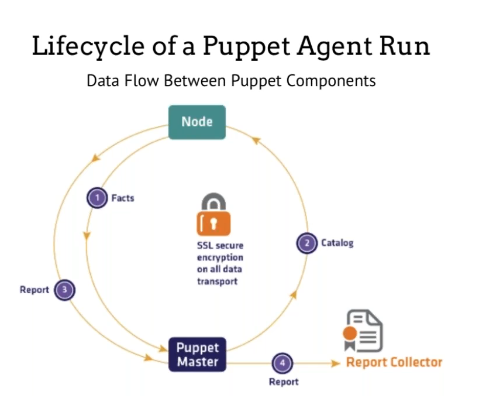 Lifecycle of a Puppet Agent Run
Data Flow Between Puppet Components
Node
1 Facts
SSL secure
encryption
on all data
transport
2 Catalog
Report 3
Puppet
Master
4
Report
Report Collector